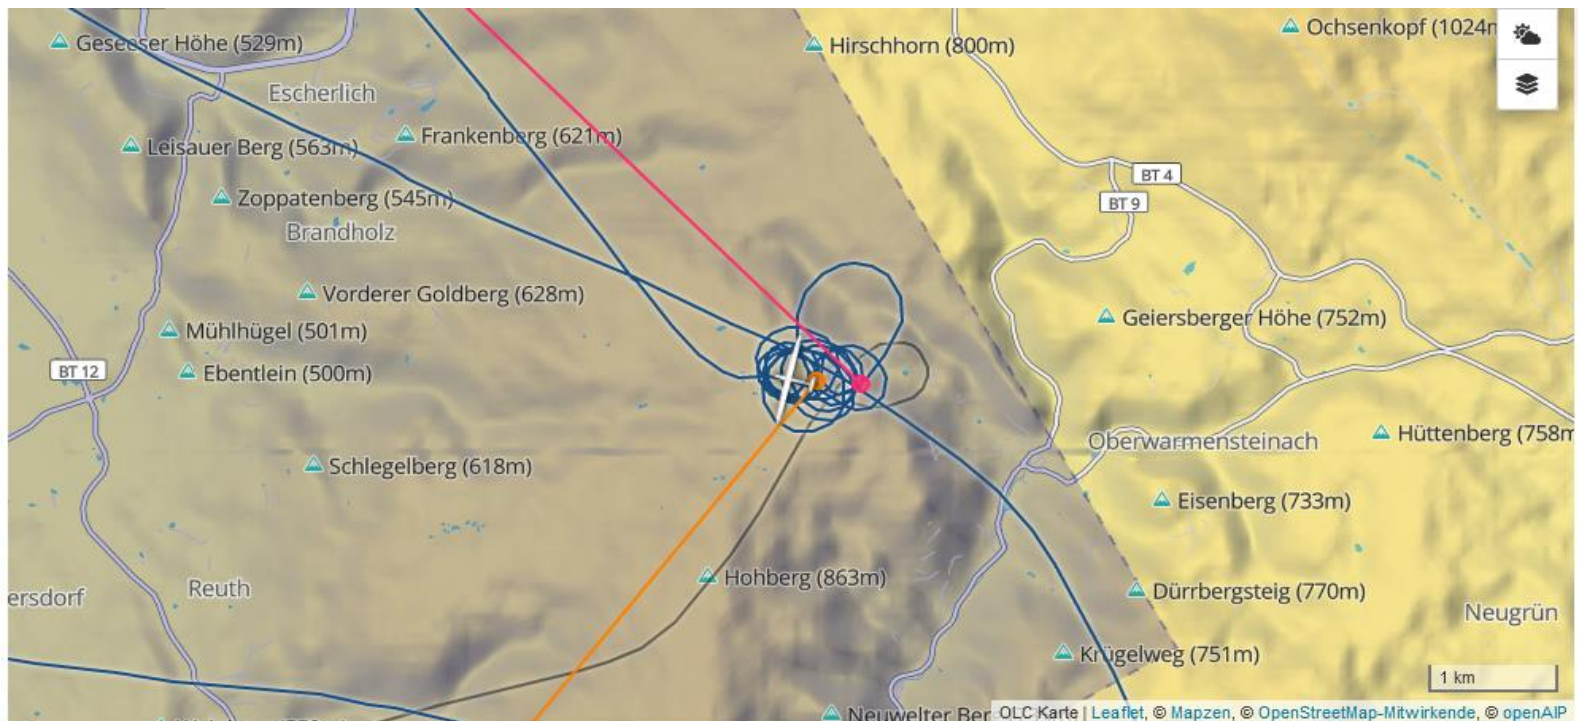 Geseeser Höhe (529m)
Hirschhorn (800m)
Ochsenkopf (1024m
Escherlich
Leisauer Berg (563m)
Frankenberg (621m)
BT 4
Zoppatenberg (545m)
BT 9
Brandholz
Vorderer Goldberg (628m)
Mühlhügel (501m)
Geiersberger Höhe (752m)
BT 12
Ebentlein (500m)
Hüttenberg (758m
Oberwarmensteinach
Schlegelberg (618m)
Eisenberg (733m)
Hohberg (863m)
Reuth
ersdorf
Dürrbergsteig (770m)
Neugrün
Krügelweg (751m)
1 km
Neuwelter Ber
OLC Karte | Leaflet, © Mapzen, © OpenStreetMap-Mitwirkende, © openAIP